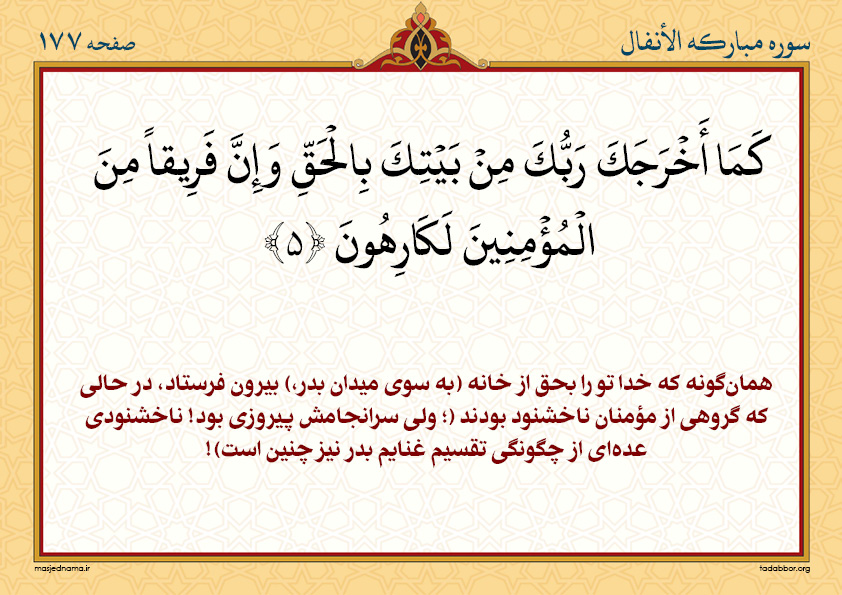 سوره مبارکه الأنفال
صفحه ۱۷۷
كَمَا أَخْرَجَكَ رَبُّكَ مِنْ بَيْتِكَ بِالْحَقِّ وَإِنَّ فَرِيقاً مِنَ
الْمُؤْمِنِينَ لَكَارِهُونَ ﴿۵﴾
همان‌گونه که خدا تو را بحق از خانه (به سوی میدان بدر،) بیرون فرستاد، در حالی
که گروهی از مؤمنان ناخشنود بودند (؛ ولی سرانجامش پیروزی بود! ناخشنودی
عده‌ای از چگونگی تقسیم غنایم بدر نیز چنین است)!
masjednama.ir
tadabbor.org